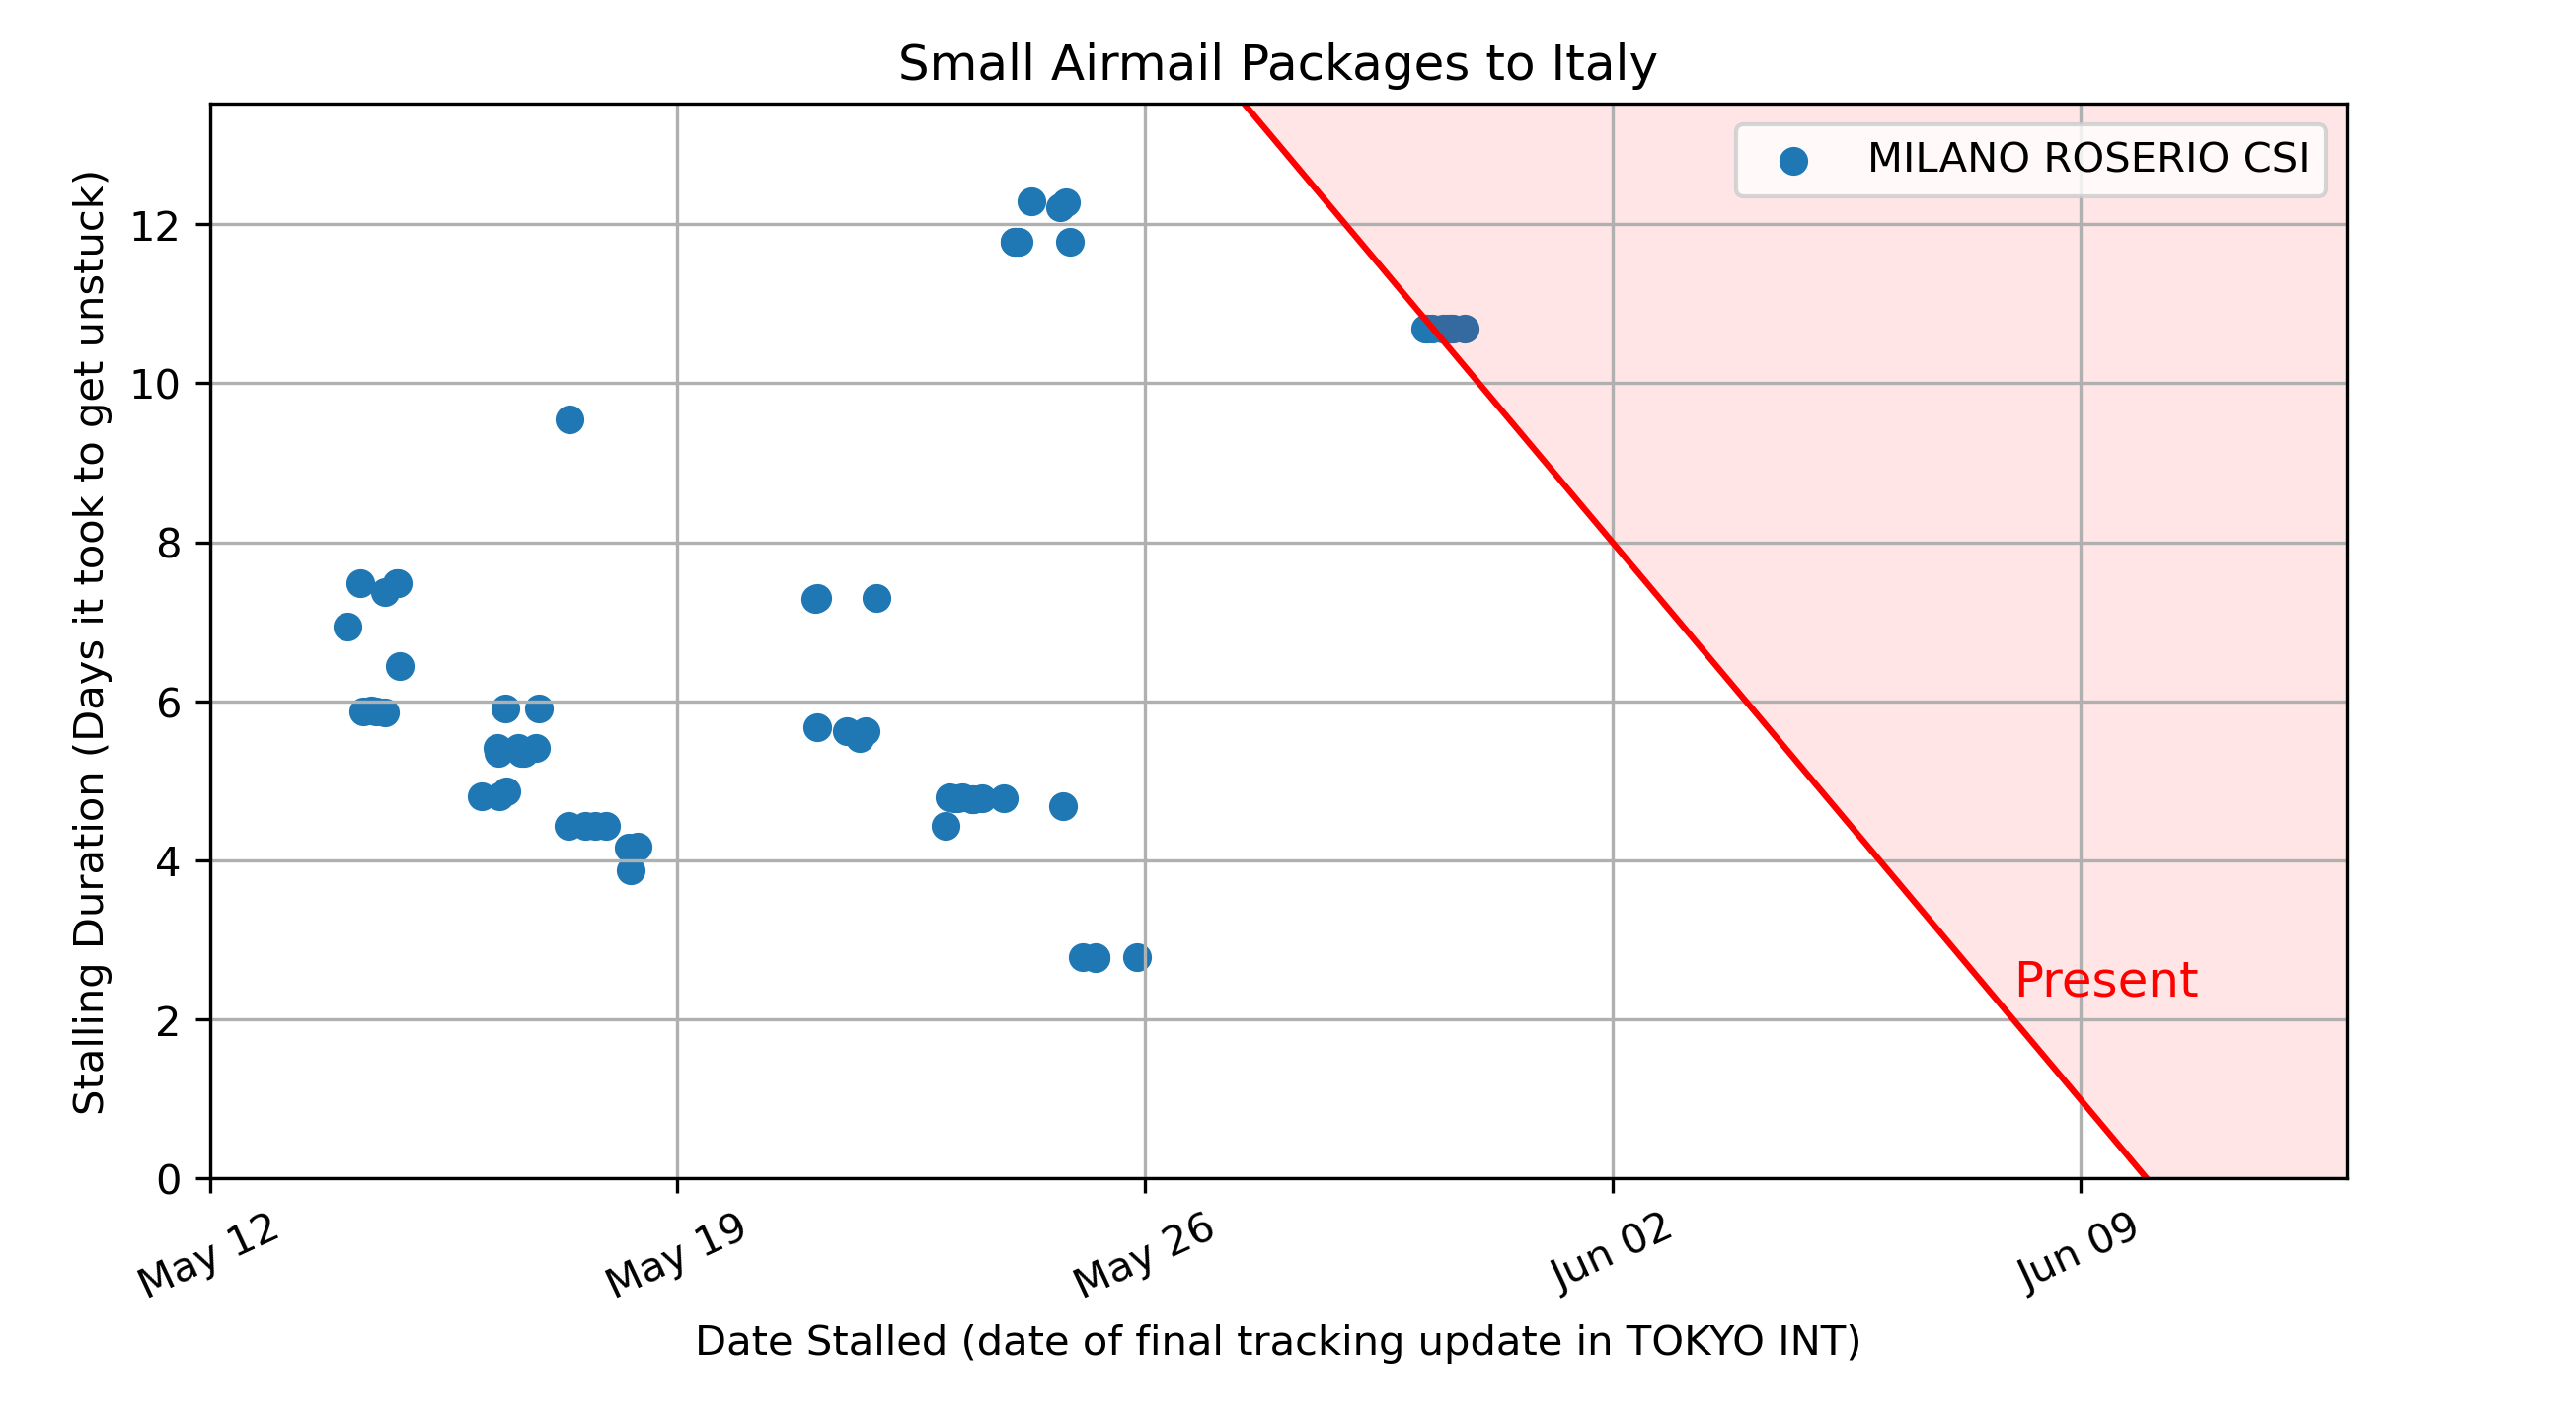 Small Airmail Packages to Italy
MILANO ROSERIO CSI
Stalling Duration (Days it took to get unstuck)
12
10
8
6
4
2
0
Present
May 12
May 19
May 26
Jun 02
Jun 09
Date Stalled (date of final tracking update in TOKYO INT)